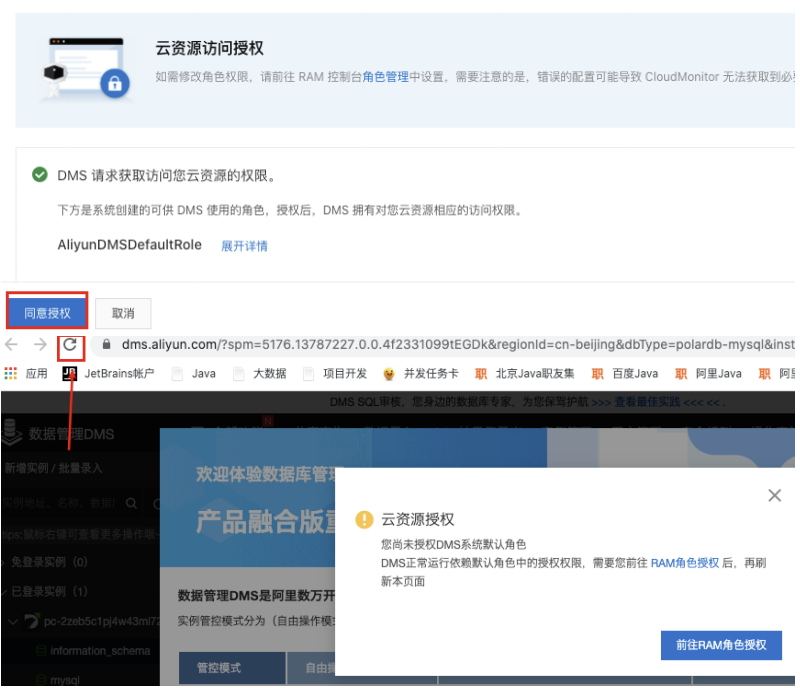 云资源访问授权
如需修改角色权限，请前往 RAM 控制台角色管理中设置，需要注意的是，错误的配置可能导致 CloudMonitor 无法获取到必
DMS 请求获取访问您云资源的权限。
下方是系统创建的可供 DMS 使用的角色，授权后，DMS 拥有对您云资源相应的访问权限。
AliyunDMSDefaultRole 展开详情
同意授权 取消
dms.aliyun.com/?spm=5176.13787227.0.0.4f2331099tEGDk&regionId=cn-beijing&dbType=polardb-mysql&inst
应用 JetBrains帐户 Java 大数据 项目开发 并发任务卡 职 北京Java职友集 职 百度Java 职 阿里Java 职 阿里
DMS SQL审核，您身边的数据库专家，为您保驾护航 >>> 查看最佳实践 <<< <<.
数据管理DMS
新增实例 / 批量录入
欢迎体验数据库管理
实例地址、名称、数据
产品融合版重
云资源授权
tips:鼠标右键可查看更多操作哦~
您尚未授权DMS系统默认角色
DMS正常运行依赖默认角色中的授权权限，需要您前往 RAM角色授权 后，再刷
新本页面
免登录实例（0）
已登录实例（1）
数据管理DMS是阿里数万开
pc-2zeb5c1pj4w43ml72
实例管控模式分为（自由操作模
information_schema
前往RAM角色授权
管控模式 自由操
mysql